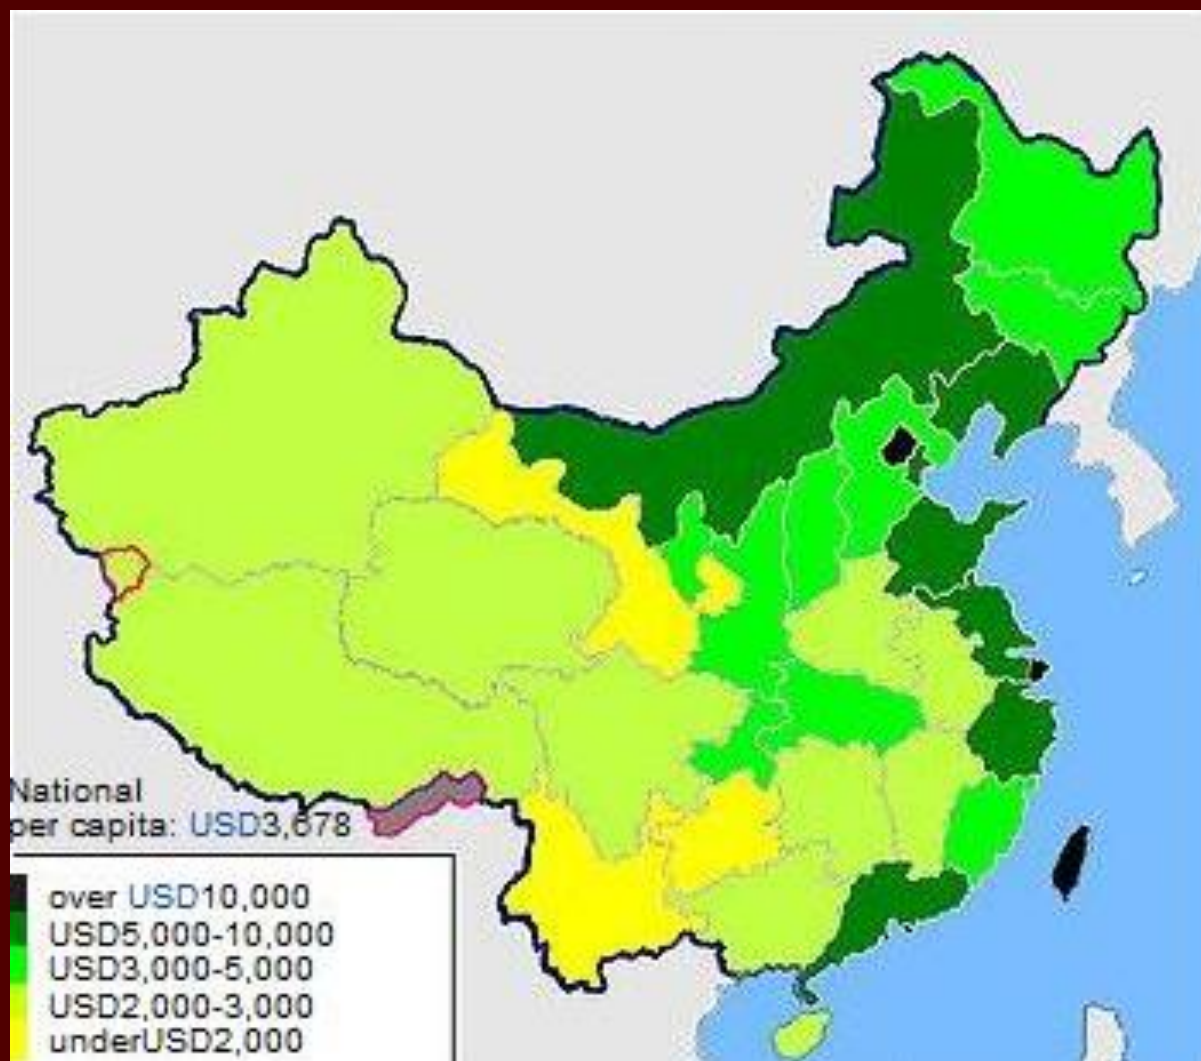 National
per capita: USD3,678
over USD10,000
USD5,000-10,000
USD3,000-5,000
USD2,000-3,000
underUSD2,000